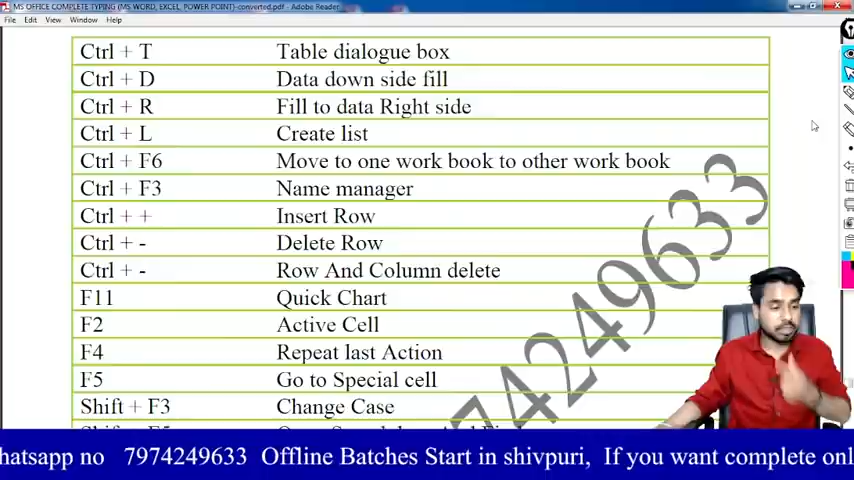 MS OFFICE COMPLETE TYPING (MS WORD, EXCEL, POWER POINT)-converted.pdf - Adobe Reader
File Edit View Window Help
Ctrl + T Table dialogue box
Ctrl + D Data down side fill
Ctrl + R Fill to data Right side
Ctrl + L Create list
Ctrl + F6 Move to one work book to other work book
Ctrl + F3 Name manager
Ctrl + + Insert Row
Ctrl + - Delete Row
Ctrl + - Row And Column delete
F11 Quick Chart
F2 Active Cell
F4 Repeat last Action
F5 Go to Special cell
Shift + F3 Change Case
74249633
hatsapp no 7974249633 Offline Batches Start in shivpuri, If you want complete onl